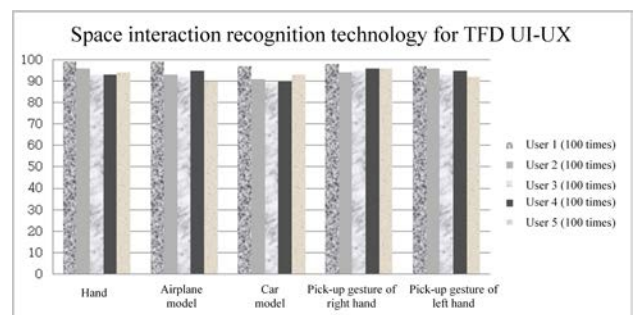 Space interaction recognition technology for TFD UI-UX
100
90
80
70
60
50
40
30
20
10
0
Hand
Airplane
model
Car
model
Pick-up gesture of
right hand
Pick-up gesture of
left hand
User 1 (100 times)
User 2 (100 times)
User 3 (100 times)
User 4 (100 times)
User 5 (100 times)